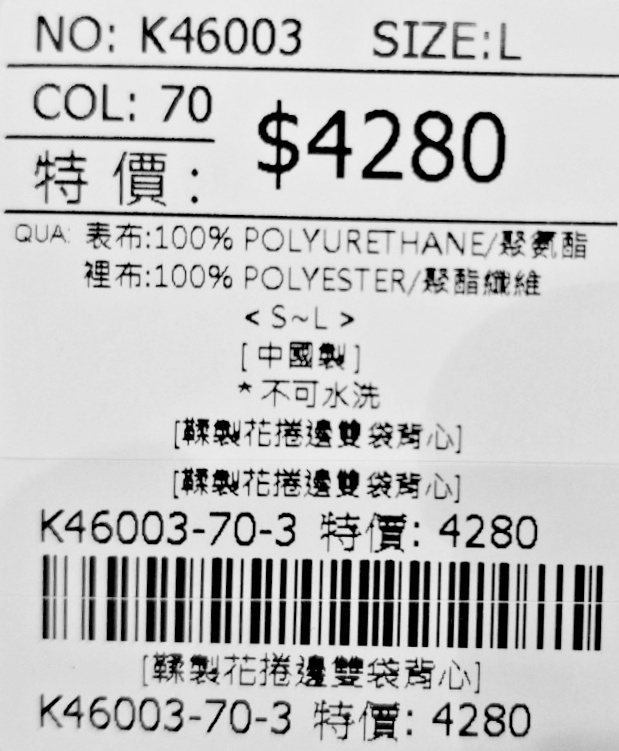 NO: K46003 SIZE:L
COL: 70
$4280
特 價 :
QUA: 表布:100% POLYURETHANE/聚氨酯
裡布:100% POLYESTER/聚酯纖維
< S~L >
[ 中國製 ]
* 不可水洗
[鞣製花捲邊雙袋背心]
[鞣製花捲邊雙袋背心]
K46003-70-3 特價: 4280
[鞣製花捲邊雙袋背心]
K46003-70-3 特價: 4280